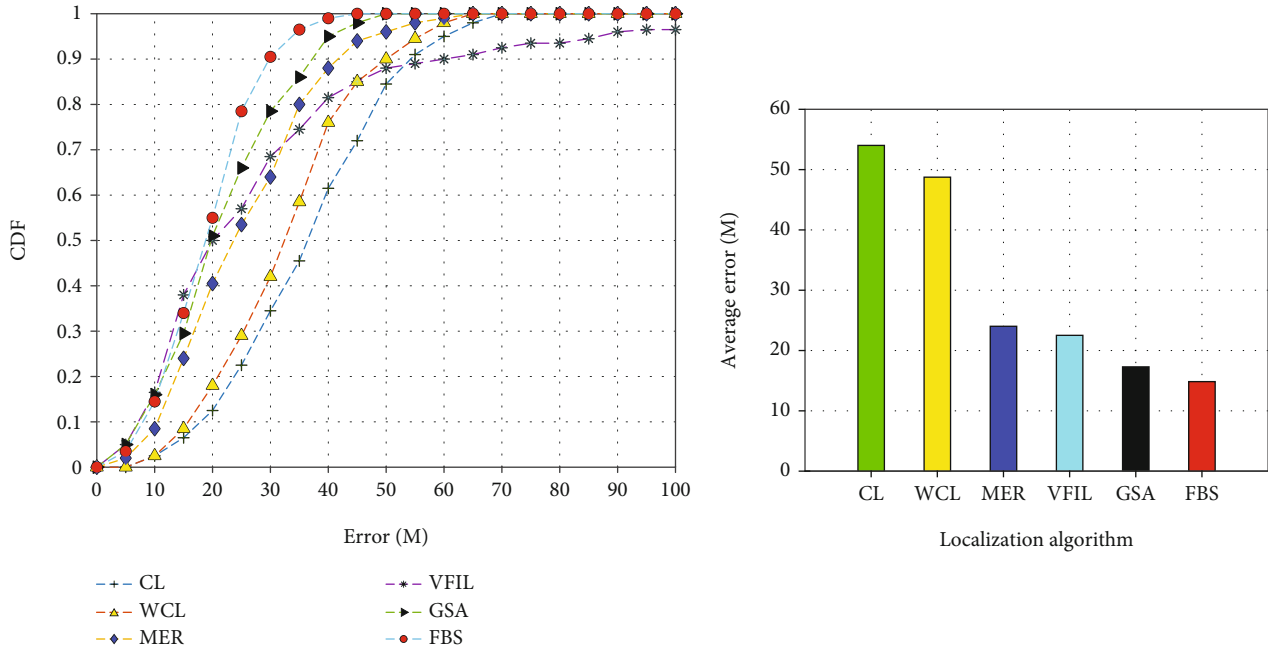 1
0.9
0.8
0.7
0.6
0.5
0.4
0.3
0.2
0.1
0
CDF
0 10 20 30 40 50 60 70 80 90 100
Error (M)
CL
WCL
MER
VFIL
GSA
FBS
60
50
40
30
20
10
0
Average error (M)
CL WCL MER VFIL GSA FBS
Localization algorithm